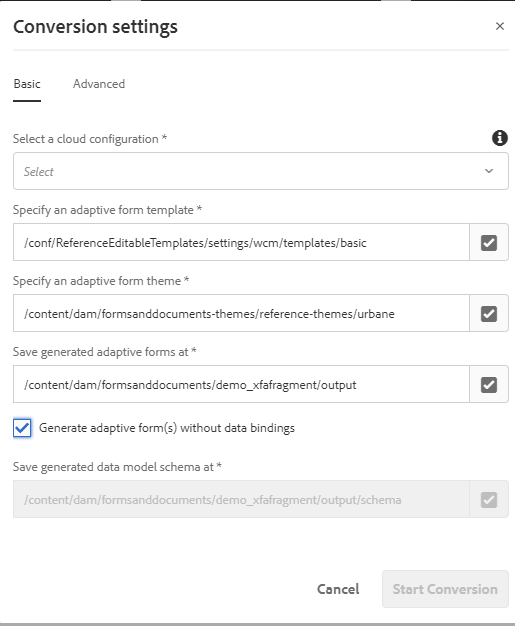 Conversion settings
Basic
Advanced
Select a cloud configuration *
Select
Specify an adaptive form template *
/conf/ReferenceEditableTemplates/settings/wcm/templates/basic
Specify an adaptive form theme *
/content/dam/formsanddocuments-themes/reference-themes/urbane
Save generated adaptive forms at *
/content/dam/formsanddocuments/demo_xfafragment/output
Generate adaptive form(s) without data bindings
Save generated data model schema at *
/content/dam/formsanddocuments/demo_xfafragment/output/schema
Cancel
Start Conversion